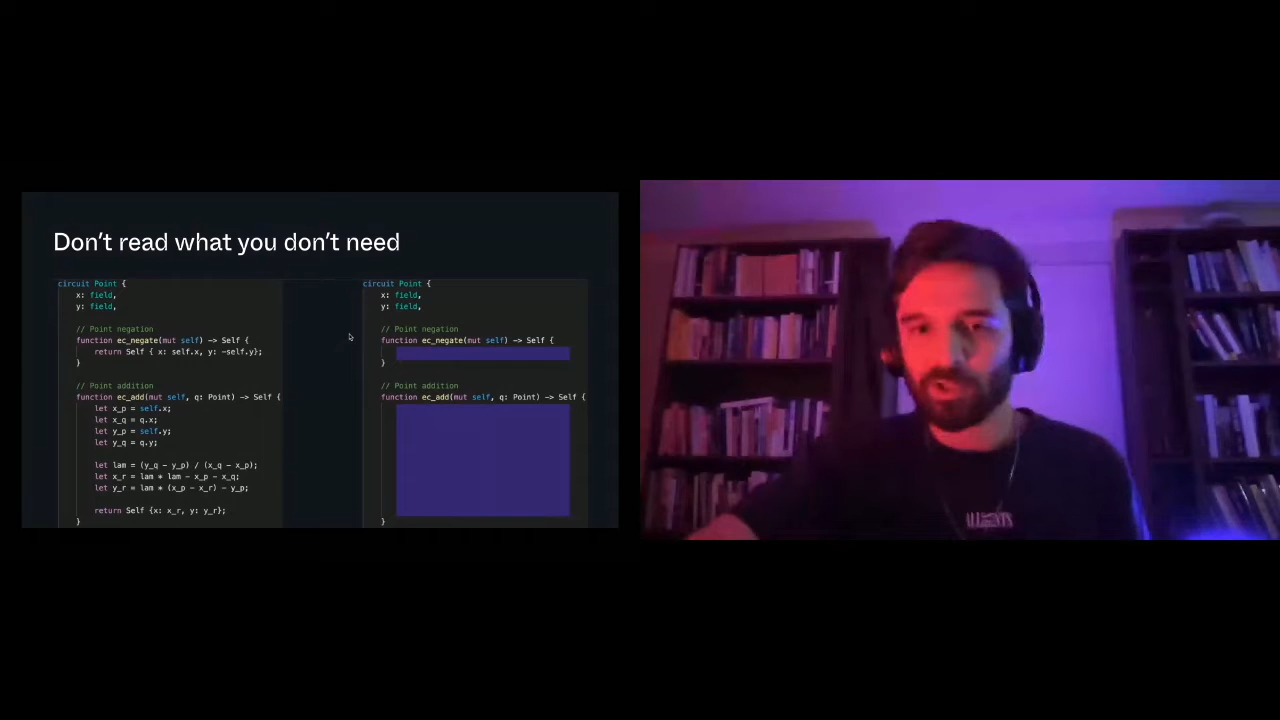 Don't read what you don't need
circuit Point {
x: field,
y: field,
// Point negation
function ec_negate(mut self) -> Self {
return Self { x: self.x, y: -self.y};
}
// Point addition
function ec_add(mut self, q: Point) -> Self {
let x_p = self.x;
let x_q = q.x;
let y_p = self.y;
let y_q = q.y;
let lam = (y_q - y_p) / (x_q - x_p);
let x_r = lam * lam - x_p - x_q;
let y_r = lam * (x_p - x_r) - y_p;
return Self {x: x_r, y: y_r};
}
circuit Point {
x: field,
y: field,
// Point negation
function ec_negate(mut self) -> Self {
}
// Point addition
function ec_add(mut self, q: Point) -> Self {
}